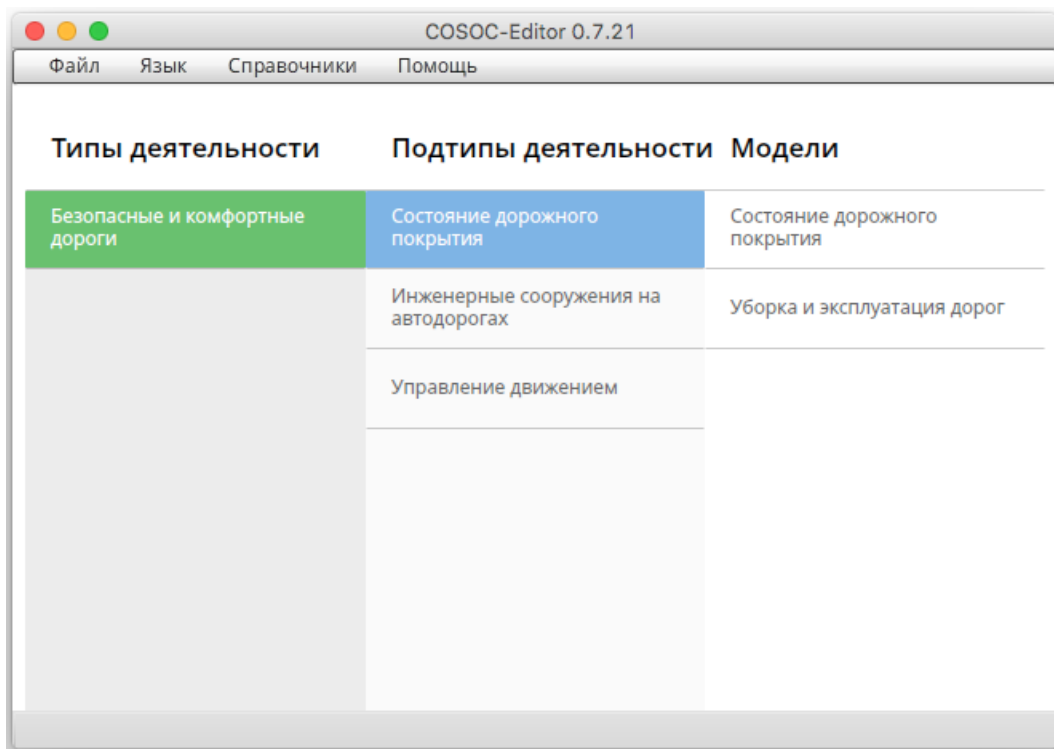 COSOC-Editor 0.7.21
Файл Язык Справочники Помощь
Типы деятельности Подтипы деятельности Модели
Безопасные и комфортные
дороги
Состояние дорожного
покрытия
Состояние дорожного
покрытия
Инженерные сооружения на
автодорогах
Уборка и эксплуатация дорог
Управление движением